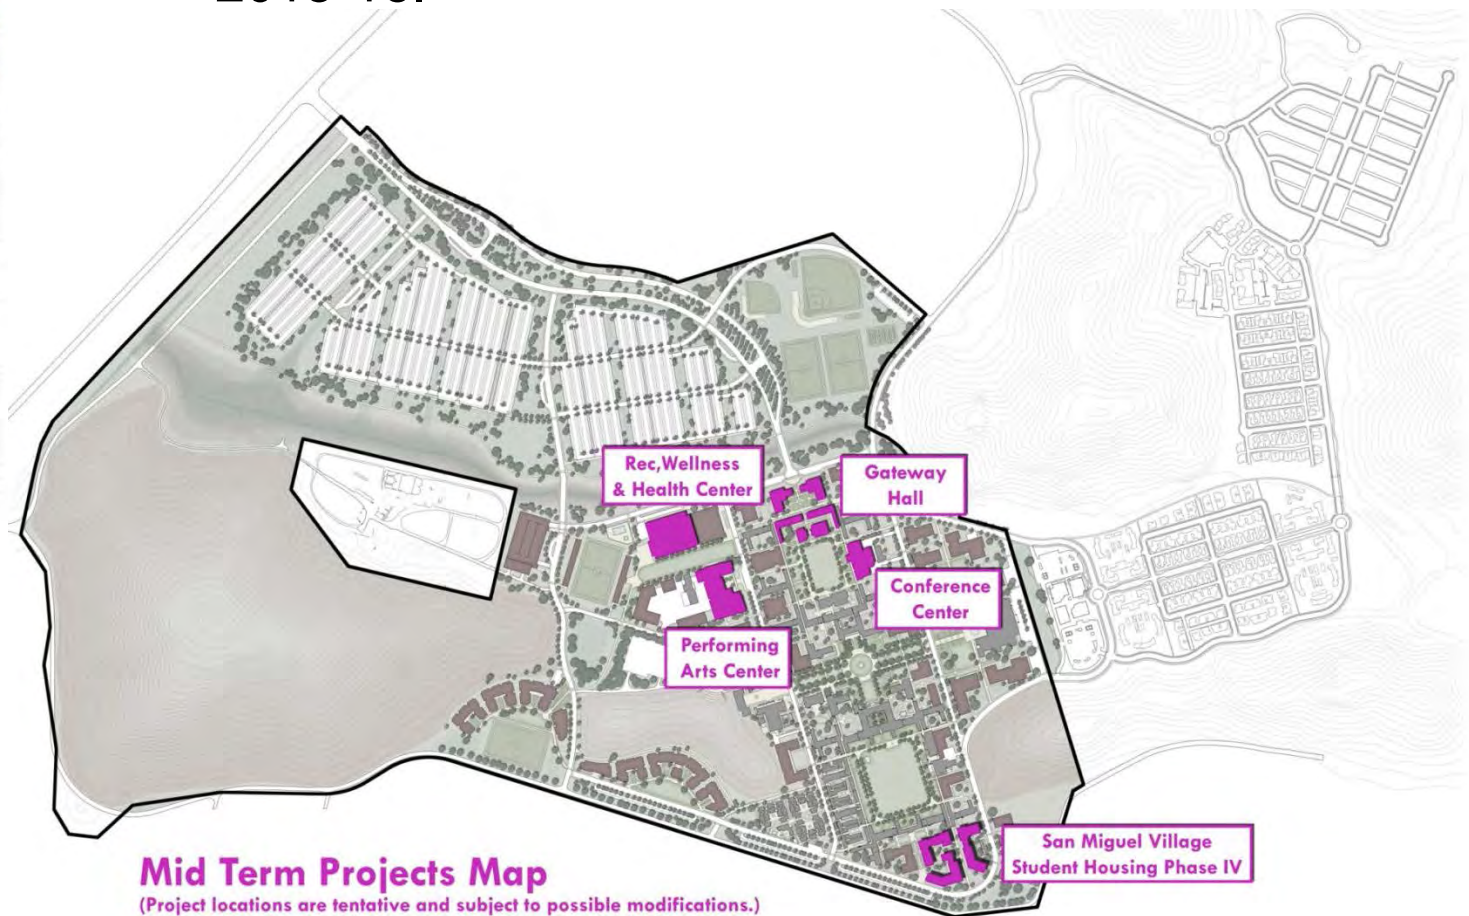 Rec,Wellness
& Health Center
Gateway
Hall
Conference
Center
Performing
Arts Center
San Miguel Village
Student Housing Phase IV
Mid Term Projects Map
(Project locations are tentative and subject to possible modifications.)